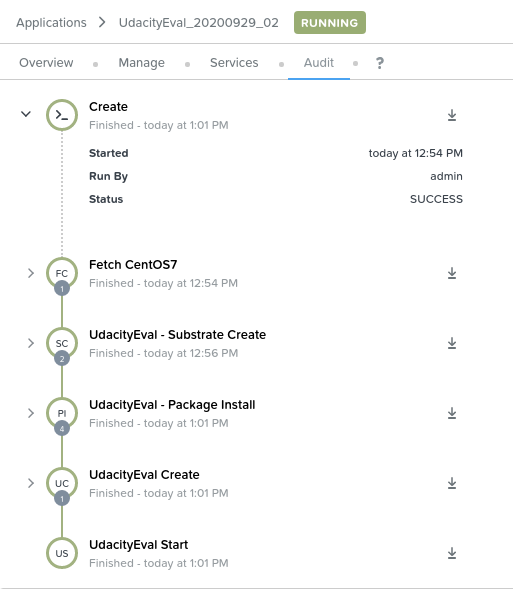 Applications > UdacityEval_20200929_02 RUNNING
Overview Manage Services Audit ?
>_ Create
Finished - today at 1:01 PM
Started today at 12:54 PM
Run By admin
Status SUCCESS
FC 1 Fetch CentOS7
Finished - today at 12:54 PM
SC 2 UdacityEval - Substrate Create
Finished - today at 12:56 PM
PI 4 UdacityEval - Package Install
Finished - today at 1:01 PM
UC 1 UdacityEval Create
Finished - today at 1:01 PM
US UdacityEval Start
Finished - today at 1:01 PM